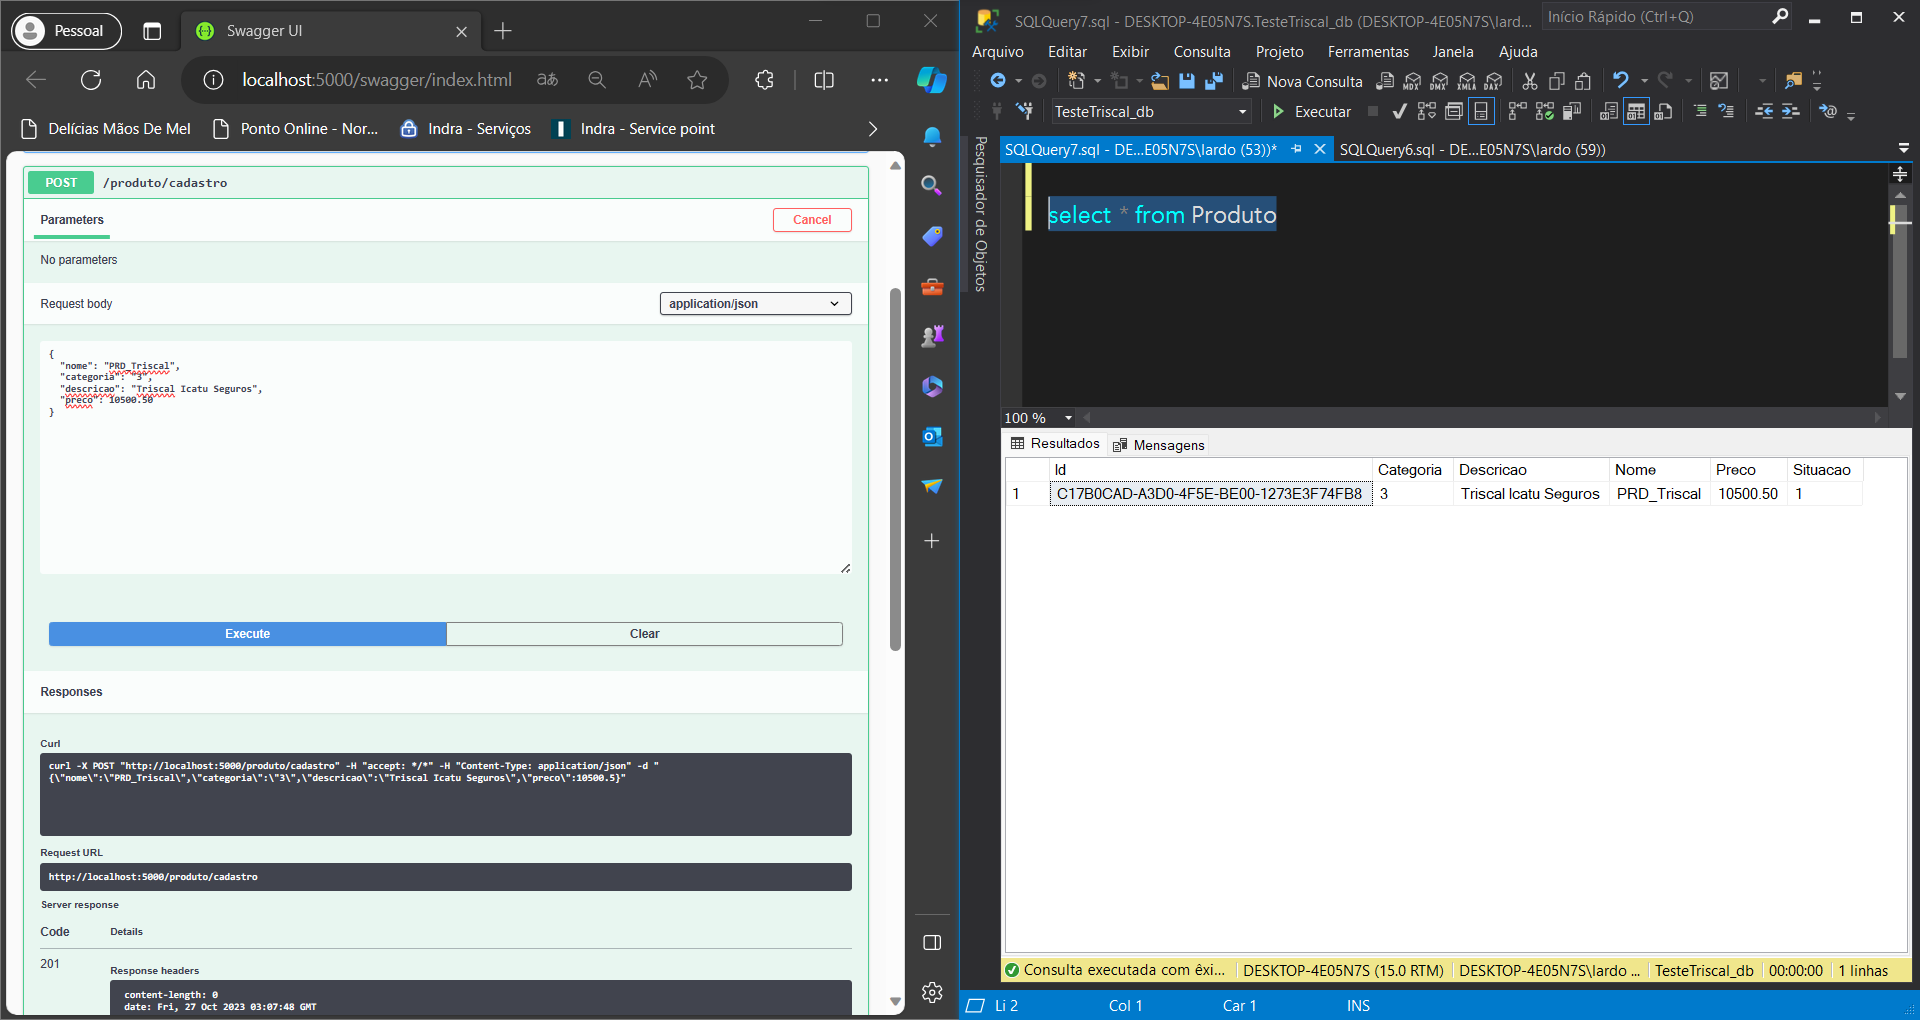 Pessoal
Swagger UI
localhost:5000/swagger/index.html
Delícias Mãos De Mel
Ponto Online - Nor...
Indra - Serviços
Indra - Service point
POST /produto/cadastro
Parameters
Cancel
No parameters
Request body
application/json
{
"nome": "PRD_Triscal",
"categoria": "3",
"descricao": "Triscal Icatu Seguros",
"preco": 10500.50
}
Execute
Clear
Responses
Curl
curl -X POST "http://localhost:5000/produto/cadastro" -H "accept: */*" -H "Content-Type: application/json" -d "
{\"nome\":\"PRD_Triscal\",\"categoria\":\"3\",\"descricao\":\"Triscal Icatu Seguros\",\"preco\":10500.5}"
Request URL
http://localhost:5000/produto/cadastro
Server response
Code Details
201
Response headers
content-length: 0
date: Fri, 27 Oct 2023 03:07:48 GMT
SQLQuery7.sql - DESKTOP-4E05N7S.TesteTriscal_db (DESKTOP-4E05N7S\lardo...
Início Rápido (Ctrl+Q)
Arquivo Editar Exibir Consulta Projeto Ferramentas Janela Ajuda
Nova Consulta
MDX DMX XMLA DAX
TesteTriscal_db
Executar
Pesquisador de Objetos
SQLQuery7.sql - DE...E05N7S\lardo (53))*
SQLQuery6.sql - DE...E05N7S\lardo (59))
select * from Produto
100 %
Resultados
Mensagens
Id Categoria Descricao Nome Preco Situacao
1 C17B0CAD-A3D0-4F5E-BE00-1273E3F74FB8 3 Triscal Icatu Seguros PRD_Triscal 10500.50 1
Consulta executada com êxi... DESKTOP-4E05N7S (15.0 RTM) DESKTOP-4E05N7S\lardo ... TesteTriscal_db 00:00:00 1 linhas
Li 2 Col 1 Car 1 INS